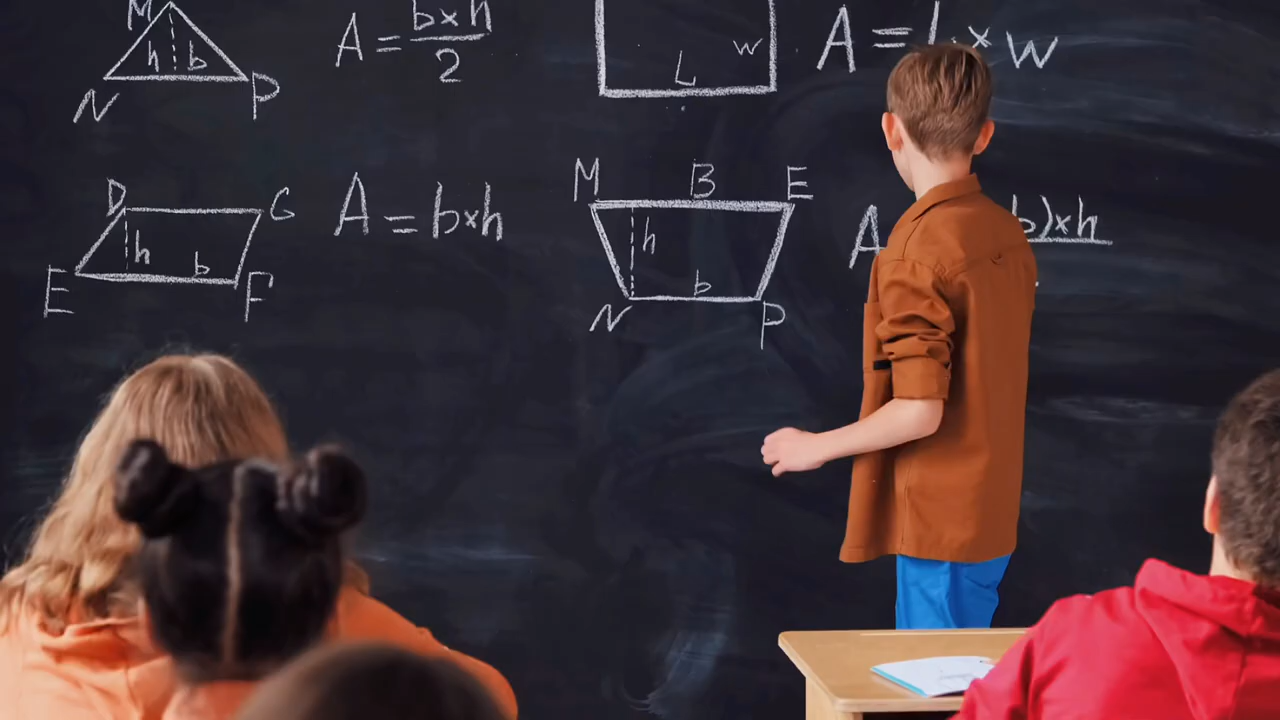 M
h b
N P
A = b×h
2
L w
A = L× w
D G
h
b
E F
A = b×h
M B E
h
b
N P
A b)×h